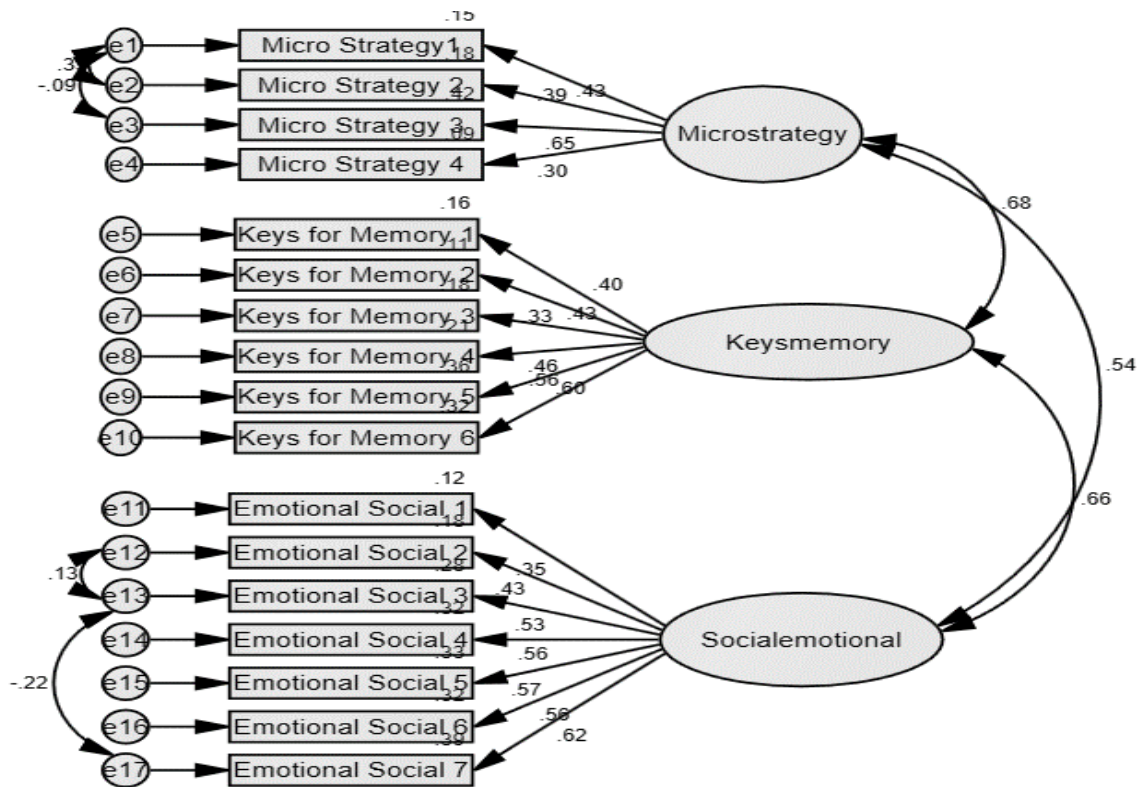 .15
e1 Micro Strategy1
.18
e2 Micro Strategy 2
.42
e3 Micro Strategy 3
.09
e4 Micro Strategy 4
-.09
.43
.39
.65
.30
Microstrategy
.68
.16
e5 Keys for Memory 1
.11
e6 Keys for Memory 2
.18
e7 Keys for Memory 3
.21
e8 Keys for Memory 4
.36
e9 Keys for Memory 5
.32
e10 Keys for Memory 6
.40
.33
.43
.46
.56
.60
Keysmemory
.54
.66
.12
e11 Emotional Social 1
.18
e12 Emotional Social 2
.28
e13 Emotional Social 3
.32
e14 Emotional Social 4
.33
e15 Emotional Social 5
.32
e16 Emotional Social 6
.39
e17 Emotional Social 7
.13
-.22
.35
.43
.53
.56
.57
.56
.62
Socialemotional